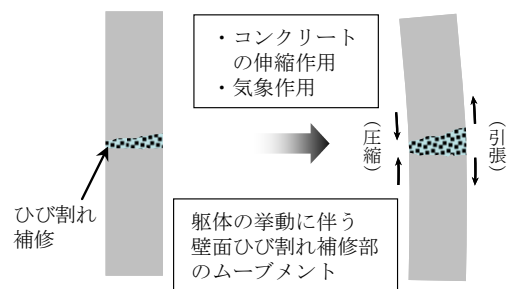 ・コンクリート
の伸縮作用
・気象作用
(圧縮)
(引張)
ひび割れ
補修
躯体の挙動に伴う
壁面ひび割れ補修部
のムーブメント